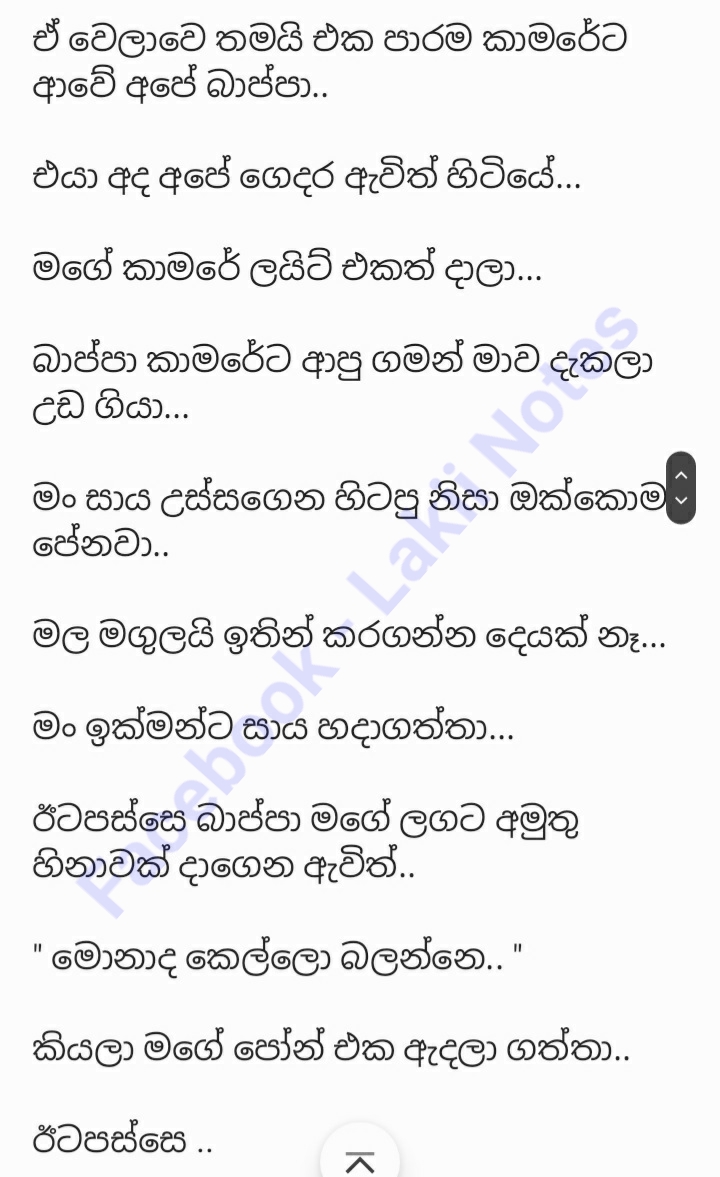 ඒ වෙලාවෙ තමයි එක පාරම කාමරේට
ආවේ අපේ බාප්පා..
එයා අද අපේ ගෙදර ඇවිත් හිටියේ...
මගේ කාමරේ ලයිට් එකත් දාලා...
බාප්පා කාමරේට ආපු ගමන් මාව දැකලා
උඩ ගියා...
මං සාය උස්සගෙන හිටපු නිසා ඔක්කොම
පේනවා..
මල මගුලයි ඉතින් කරගන්න දෙයක් නෑ...
මං ඉක්මන්ට සාය හදාගත්තා...
ඊටපස්සෙ බාප්පා මගේ ලගට අමුතු
හිනාවක් දාගෙන ඇවිත්..
" මොනාද කෙල්ලො බලන්නෙ.. "
කියලා මගේ පෝන් එක ඇදලා ගත්තා..
ඊටපස්සෙ ..
Facebook - Lakfi Notes